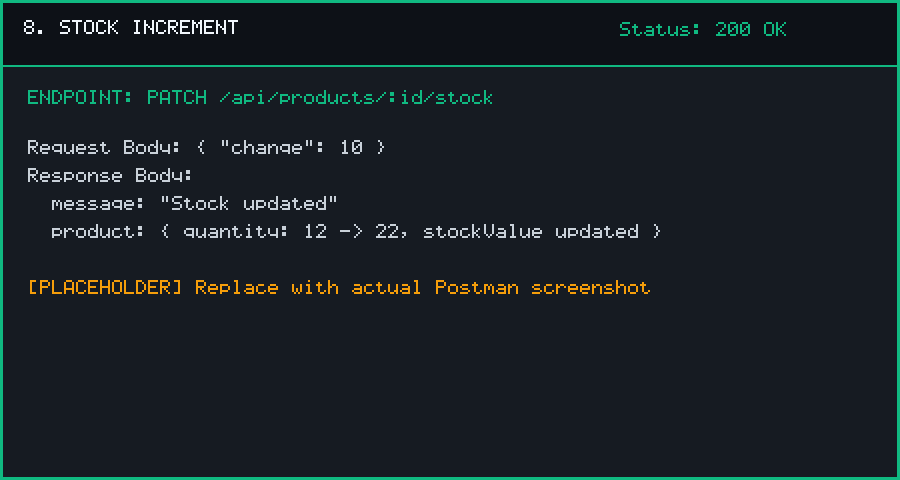 8. STOCK INCREMENT
Status: 200 OK
ENDPOINT: PATCH /api/products/:id/stock
Request Body: { "change": 10 }
Response Body:
message: "Stock updated"
product: { quantity: 12 -> 22, stockValue updated }
[PLACEHOLDER] Replace with actual Postman screenshot